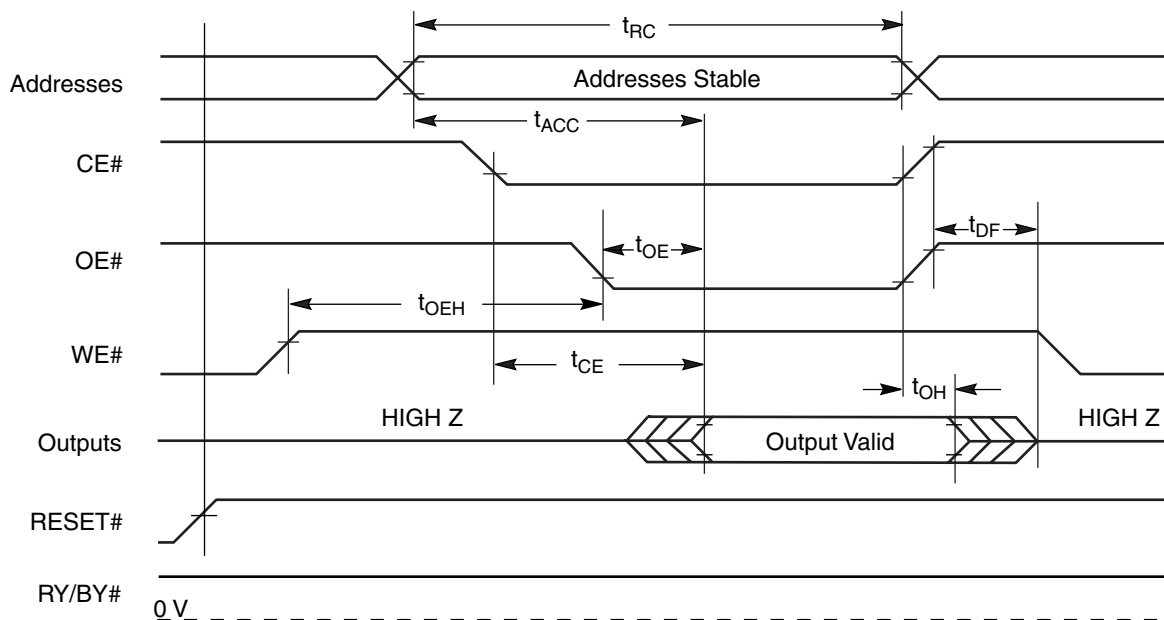 tRC
Addresses
Addresses Stable
tACC
CE#
tDF
tOE
OE#
tOEH
WE#
tCE
tOH
HIGH Z
HIGH Z
Outputs
Output Valid
RESET#
RY/BY#
0 V